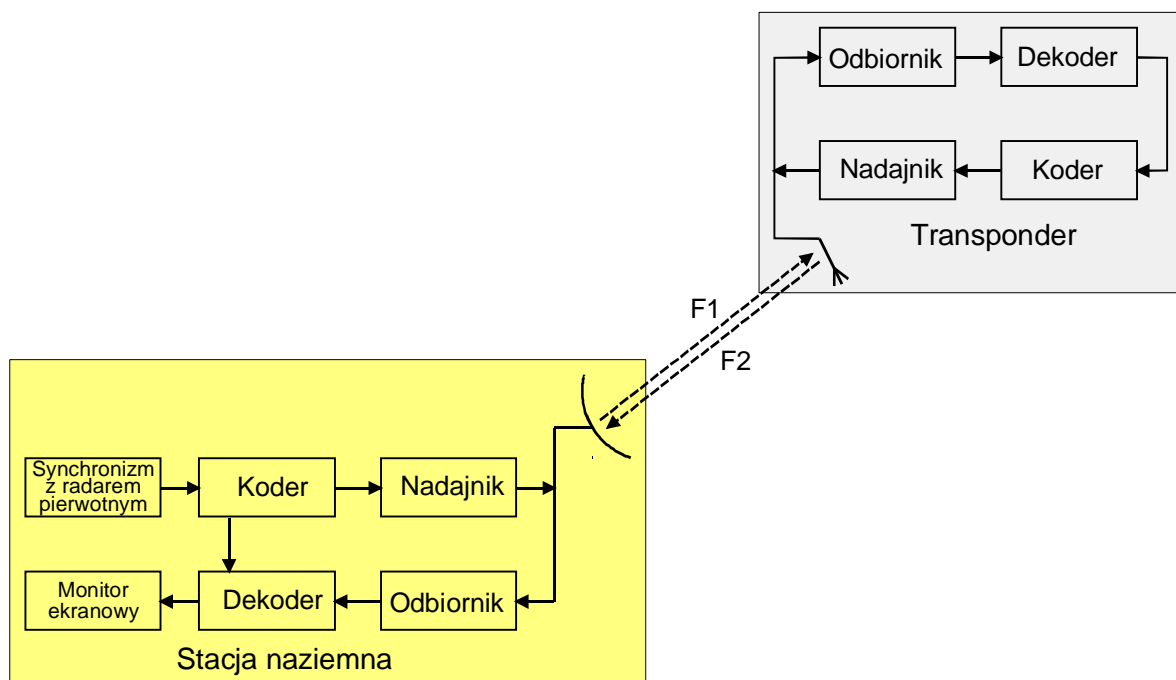 Odbiornik
Dekoder
Nadajnik
Koder
Transponder
F1
F2
Synchronizm
z radarem
pierwotnym
Koder
Nadajnik
Monitor
ekranowy
Dekoder
Odbiornik
Stacja naziemna